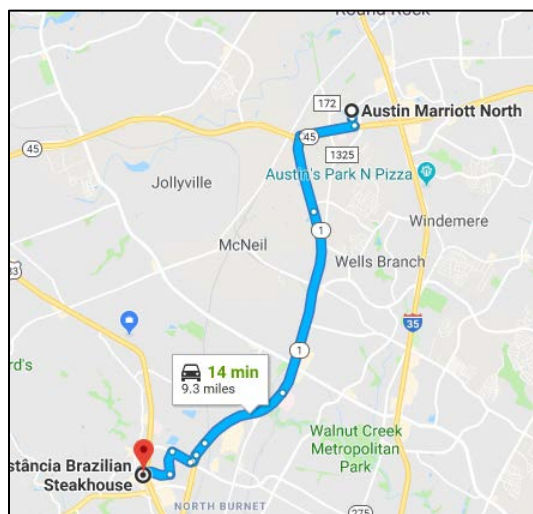 Round Rock
172
Austin Marriott North
45
45
1325
Jollyville
Austin's Park N Pizza
Windemere
1
McNeil
Wells Branch
35
1
14 min
9.3 miles
Walnut Creek
Metropolitan
Park
stância Brazilian
Steakhouse
NORTH BURNET
275